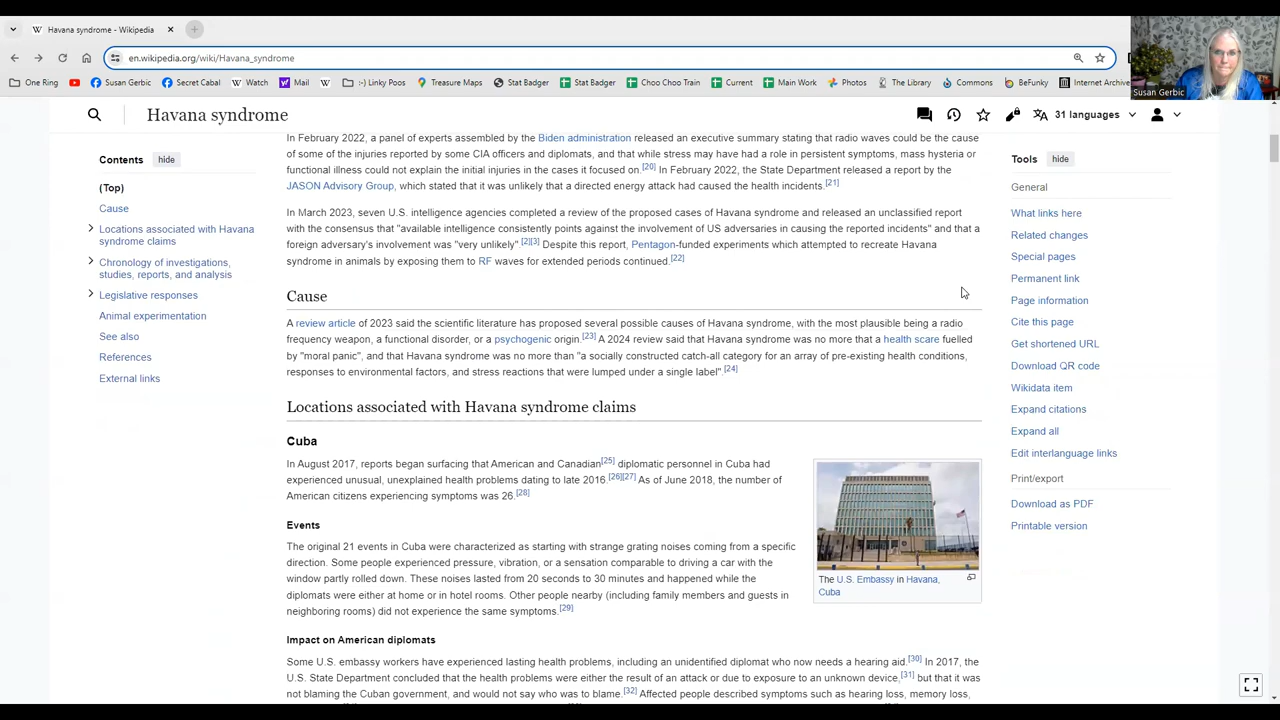 Havana syndrome - Wikipedia
en.wikipedia.org/wiki/Havana_syndrome
One Ring Susan Gerbic Secret Cabal Watch Mail :-) Linky Poos Treasure Maps Stat Badger Stat Badger Choo Choo Train Current Main Work Photos The Library Commons BeFunky Internet Archiv
Susan Gerbic
Havana syndrome
31 languages
Contents hide
(Top)
Cause
Locations associated with Havana
syndrome claims
Chronology of investigations,
studies, reports, and analysis
Legislative responses
Animal experimentation
See also
References
External links
In February 2022, a panel of experts assembled by the Biden administration released an executive summary stating that radio waves could be the cause
of some of the injuries reported by some CIA officers and diplomats, and that while stress may have had a role in persistent symptoms, mass hysteria or
functional illness could not explain the initial injuries in the cases it focused on.[20] In February 2022, the State Department released a report by the
JASON Advisory Group, which stated that it was unlikely that a directed energy attack had caused the health incidents.[21]
In March 2023, seven U.S. intelligence agencies completed a review of the proposed cases of Havana syndrome and released an unclassified report
with the consensus that "available intelligence consistently points against the involvement of US adversaries in causing the reported incidents" and that a
foreign adversary's involvement was "very unlikely".[2][3] Despite this report, Pentagon-funded experiments which attempted to recreate Havana
syndrome in animals by exposing them to RF waves for extended periods continued.[22]
Cause
A review article of 2023 said the scientific literature has proposed several possible causes of Havana syndrome, with the most plausible being a radio
frequency weapon, a functional disorder, or a psychogenic origin.[23] A 2024 review said that Havana syndrome was no more that a health scare fuelled
by "moral panic", and that Havana syndrome was no more than "a socially constructed catch-all category for an array of pre-existing health conditions,
responses to environmental factors, and stress reactions that were lumped under a single label".[24]
Locations associated with Havana syndrome claims
Cuba
In August 2017, reports began surfacing that American and Canadian[25] diplomatic personnel in Cuba had
experienced unusual, unexplained health problems dating to late 2016.[26][27] As of June 2018, the number of
American citizens experiencing symptoms was 26.[28]
Events
The original 21 events in Cuba were characterized as starting with strange grating noises coming from a specific
direction. Some people experienced pressure, vibration, or a sensation comparable to driving a car with the
window partly rolled down. These noises lasted from 20 seconds to 30 minutes and happened while the
diplomats were either at home or in hotel rooms. Other people nearby (including family members and guests in
neighboring rooms) did not experience the same symptoms.[29]
The U.S. Embassy in Havana,
Cuba
Impact on American diplomats
Some U.S. embassy workers have experienced lasting health problems, including an unidentified diplomat who now needs a hearing aid.[30] In 2017, the
U.S. State Department concluded that the health problems were either the result of an attack or due to exposure to an unknown device,[31] but that it was
not blaming the Cuban government, and would not say who was to blame.[32] Affected people described symptoms such as hearing loss, memory loss,
Tools hide
General
What links here
Related changes
Special pages
Permanent link
Page information
Cite this page
Get shortened URL
Download QR code
Wikidata item
Expand citations
Expand all
Edit interlanguage links
Print/export
Download as PDF
Printable version